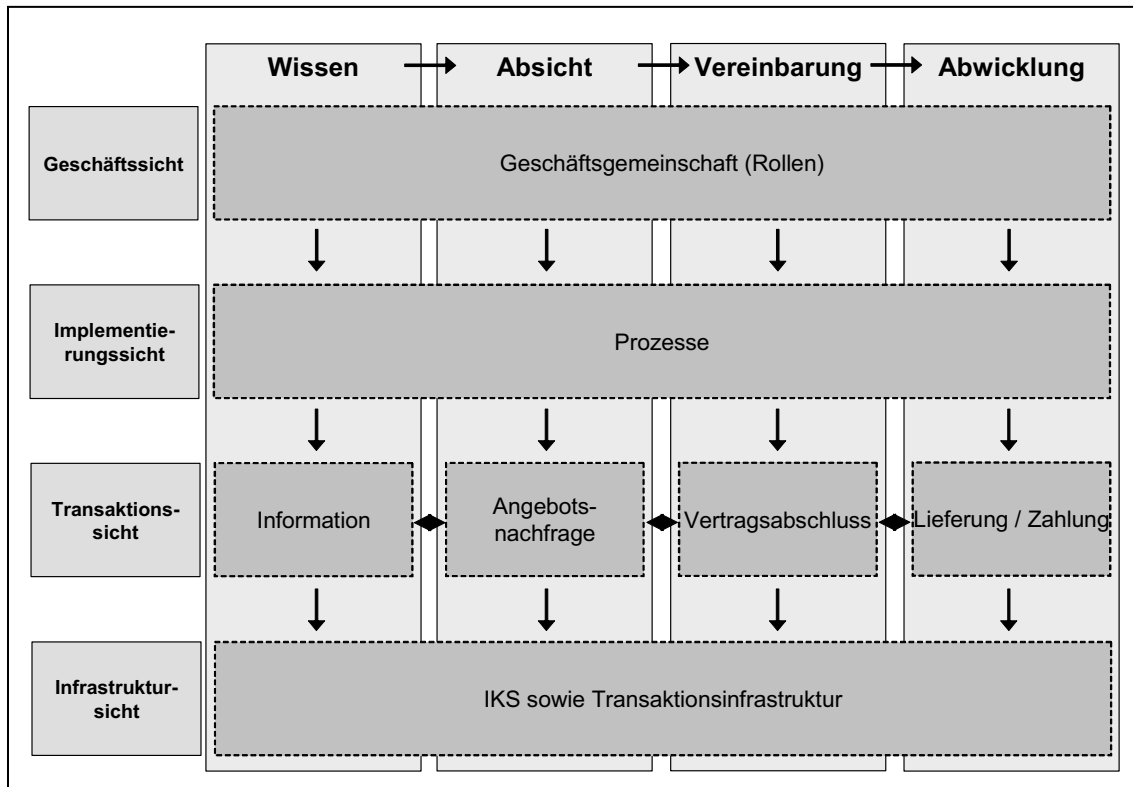 Wissen
Absicht
Vereinbarung
Abwicklung
Geschäftssicht
Geschäftsgemeinschaft (Rollen)
Implementie-
rungssicht
Prozesse
Transaktions-
sicht
Information
Angebots-
nachfrage
Vertragsabschluss
Lieferung / Zahlung
Infrastruktur-
sicht
IKS sowie Transaktionsinfrastruktur